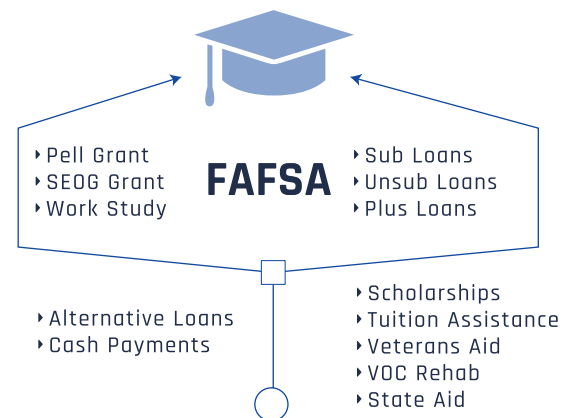 Pell Grant
SEOG Grant
Work Study
FAFSA
Sub Loans
Unsub Loans
Plus Loans
Alternative Loans
Cash Payments
Scholarships
Tuition Assistance
Veterans Aid
VOC Rehab
State Aid